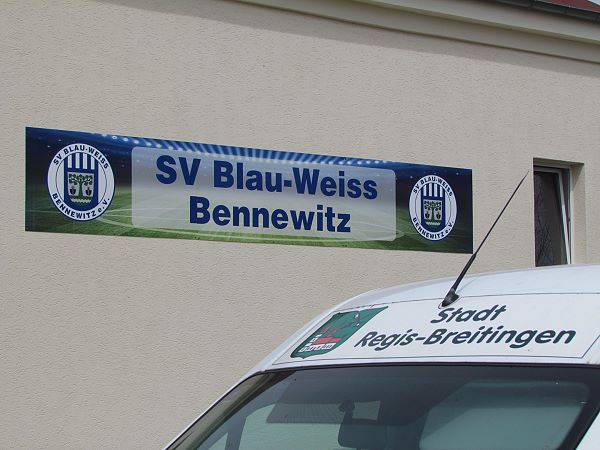 SV Blau-Weiss
Bennewitz
SV BLAU-WEISS
BENNEWITZ e.V.
SV BLAU-WEISS
BENNEWITZ e.V.
Stadt
Regis-Breitingen